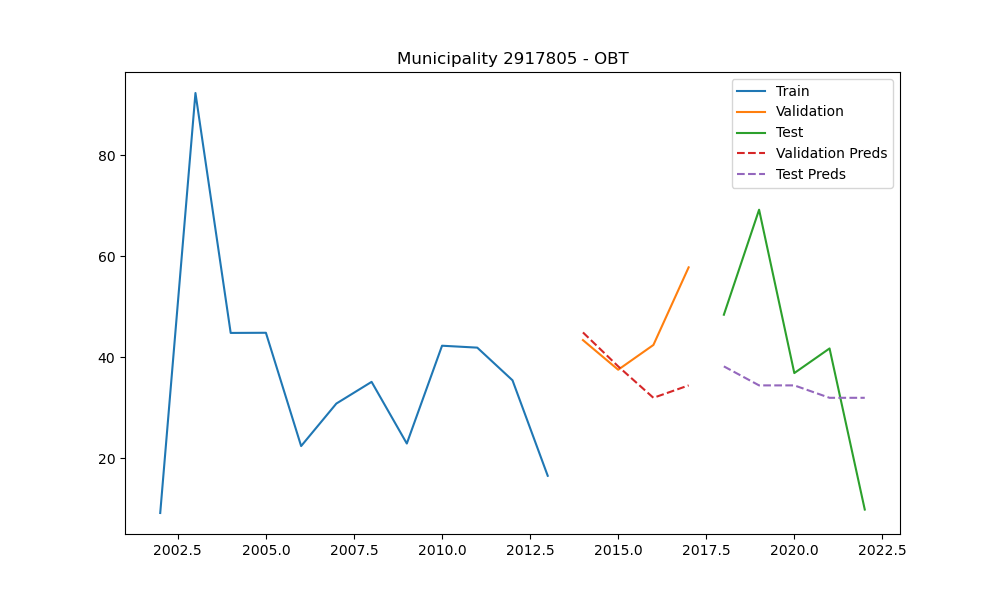 Municipality 2917805 - OBT
Train
Validation
Test
Validation Preds
Test Preds
80
60
40
20
2002.5 2005.0 2007.5 2010.0 2012.5 2015.0 2017.5 2020.0 2022.5